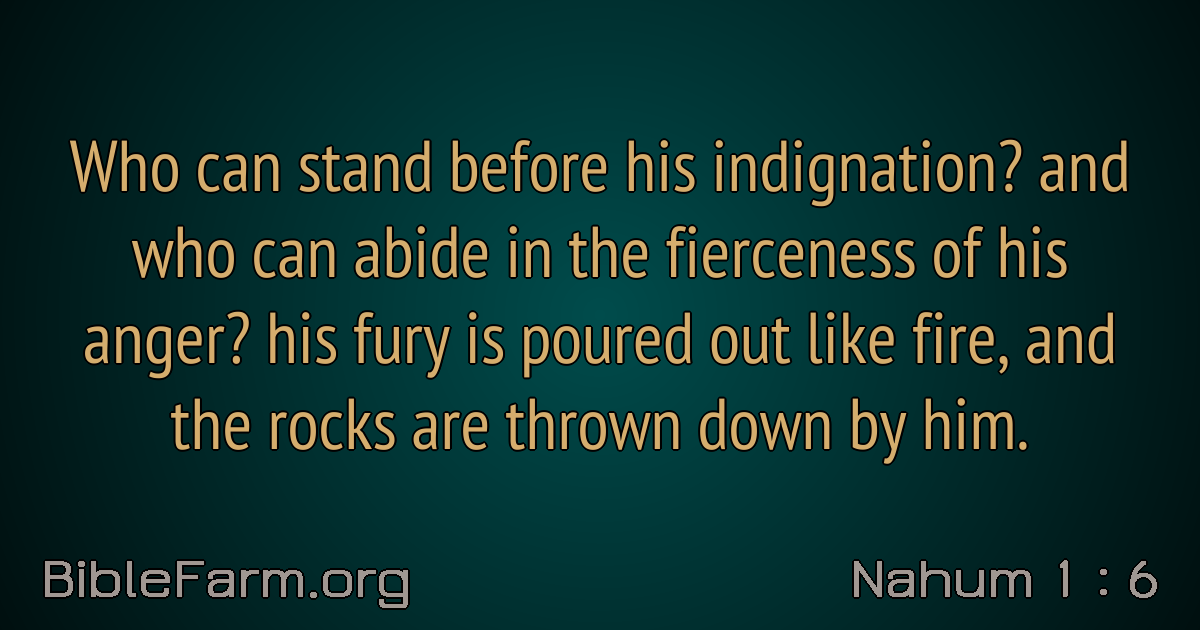 Who can stand before his indignation? and
who can abide in the fierceness of his
anger? his fury is poured out like fire, and
the rocks are thrown down by him.
BibleFarm.org
Nahum 1 : 6